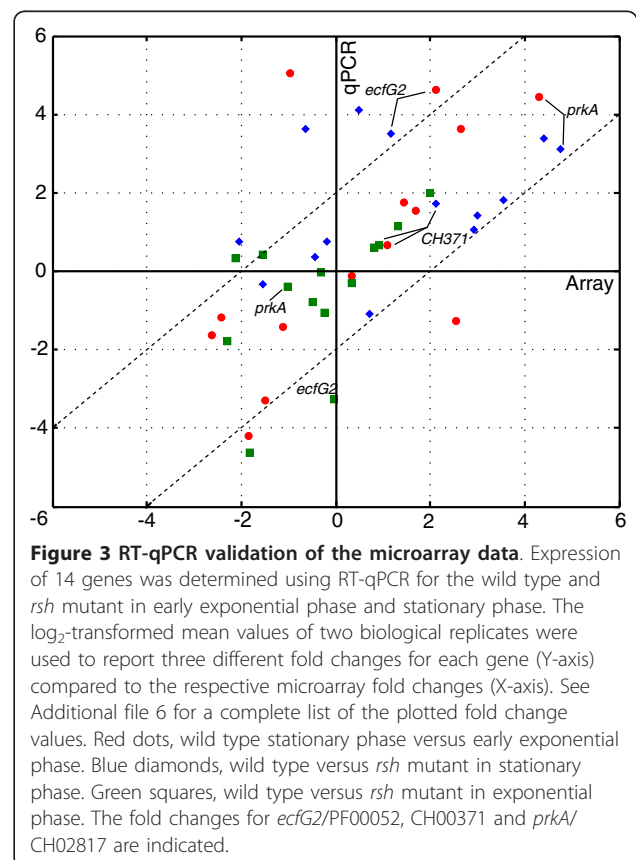 6
qPCR
ecfG2
prkA
4
2
CH371
0
Array
prkA
-2
ecfG2
-4
-6
-6 -4 -2 0 2 4 6
Figure 3 RT-qPCR validation of the microarray data. Expression
of 14 genes was determined using RT-qPCR for the wild type and
rsh mutant in early exponential phase and stationary phase. The
log₂-transformed mean values of two biological replicates were
used to report three different fold changes for each gene (Y-axis)
compared to the respective microarray fold changes (X-axis). See
Additional file 6 for a complete list of the plotted fold change
values. Red dots, wild type stationary phase versus early exponential
phase. Blue diamonds, wild type versus rsh mutant in stationary
phase. Green squares, wild type versus rsh mutant in exponential
phase. The fold changes for ecfG2/PF00052, CH00371 and prkA/
CH02817 are indicated.